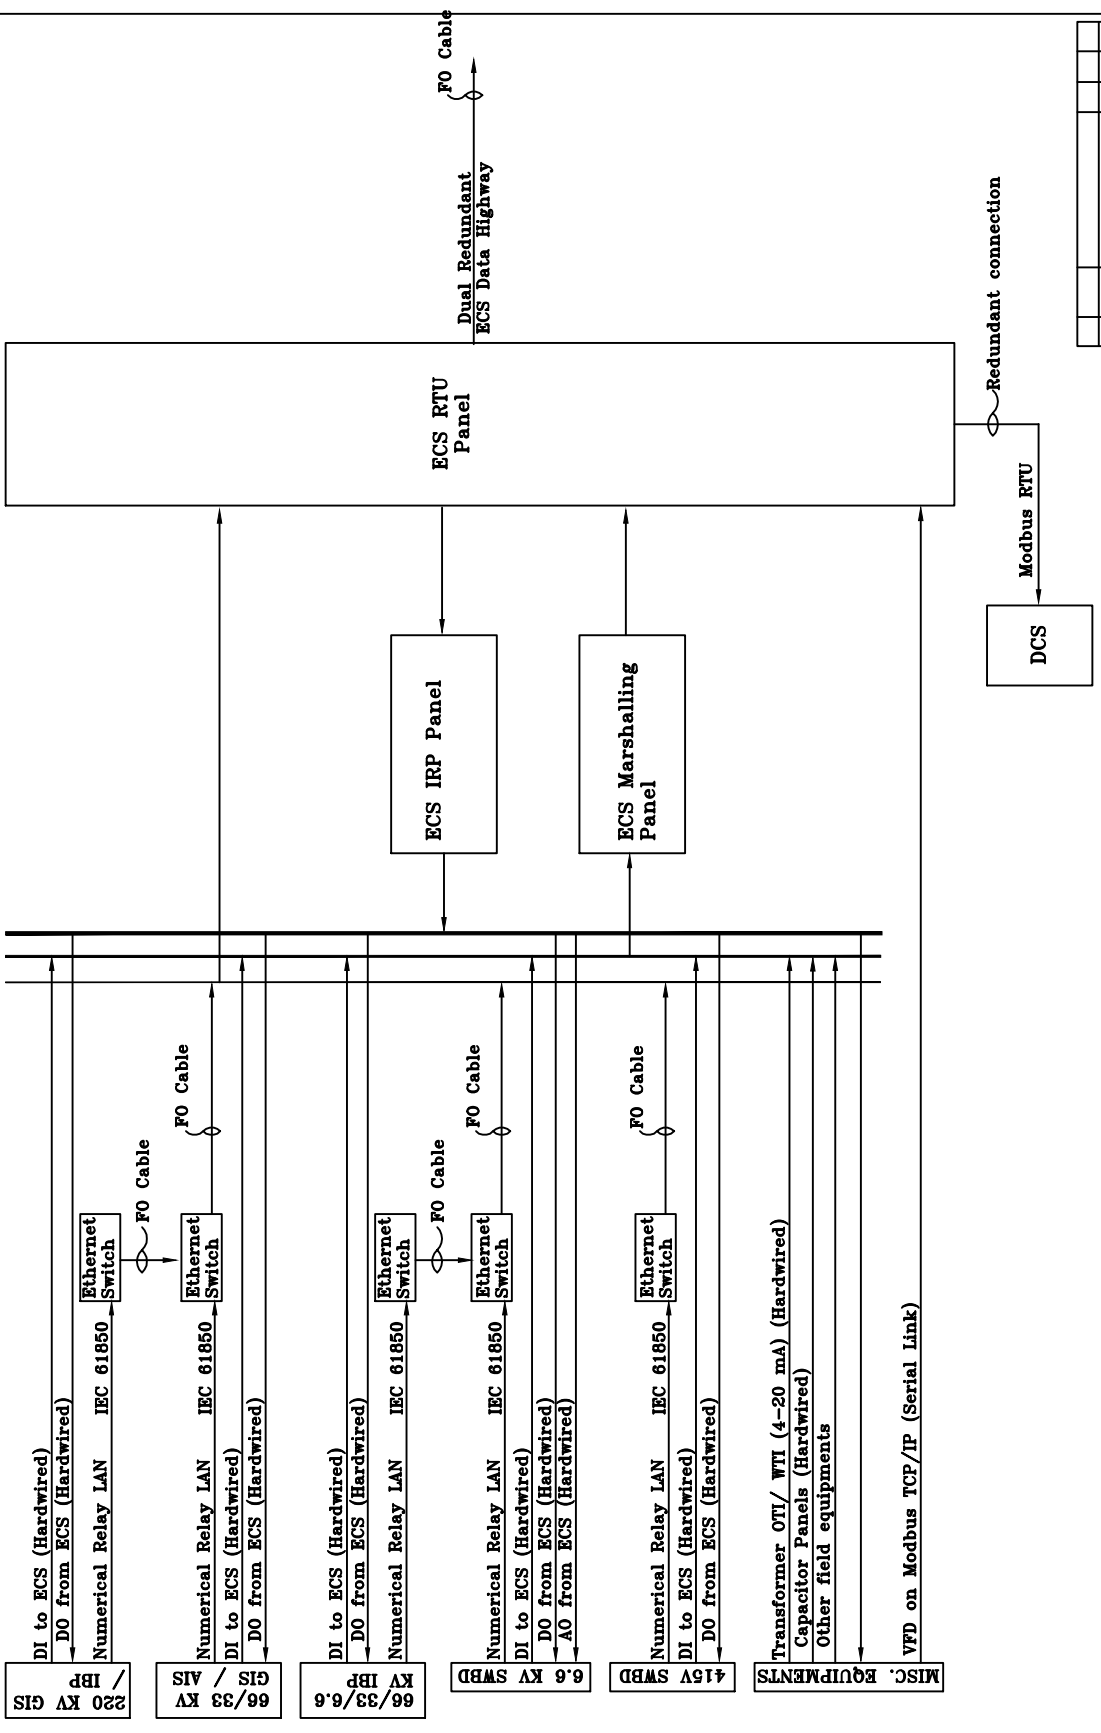 FO Cable
Dual Redundant
ECS Data Highway
Redundant connection
ECS RTU
Panel
Modbus RTU
DCS
ECS IRP Panel
ECS Marshalling
Panel
FO Cable
FO Cable
FO Cable
FO Cable
FO Cable
Ethernet
Switch
Ethernet
Switch
Ethernet
Switch
Ethernet
Switch
Ethernet
Switch
220 KV GIS
/ IBP
DI to ECS (Hardwired)
DO from ECS (Hardwired)
Numerical Relay LAN IEC 61850
66/33 KV
GIS / AIS
Numerical Relay LAN IEC 61850
DI to ECS (Hardwired)
DO from ECS (Hardwired)
66/33/6.6
KV IBP
DI to ECS (Hardwired)
DO from ECS (Hardwired)
Numerical Relay LAN IEC 61850
6.6 KV SWBD
Numerical Relay LAN IEC 61850
DI to ECS (Hardwired)
DO from ECS (Hardwired)
AO from ECS (Hardwired)
415V SWBD
Numerical Relay LAN IEC 61850
DI to ECS (Hardwired)
DO from ECS (Hardwired)
MISC. EQUIPMENTS
Transformer OTI/ WTI (4-20 mA) (Hardwired)
Capacitor Panels (Hardwired)
Other field equipments
VFD on Modbus TCP/IP (Serial Link)